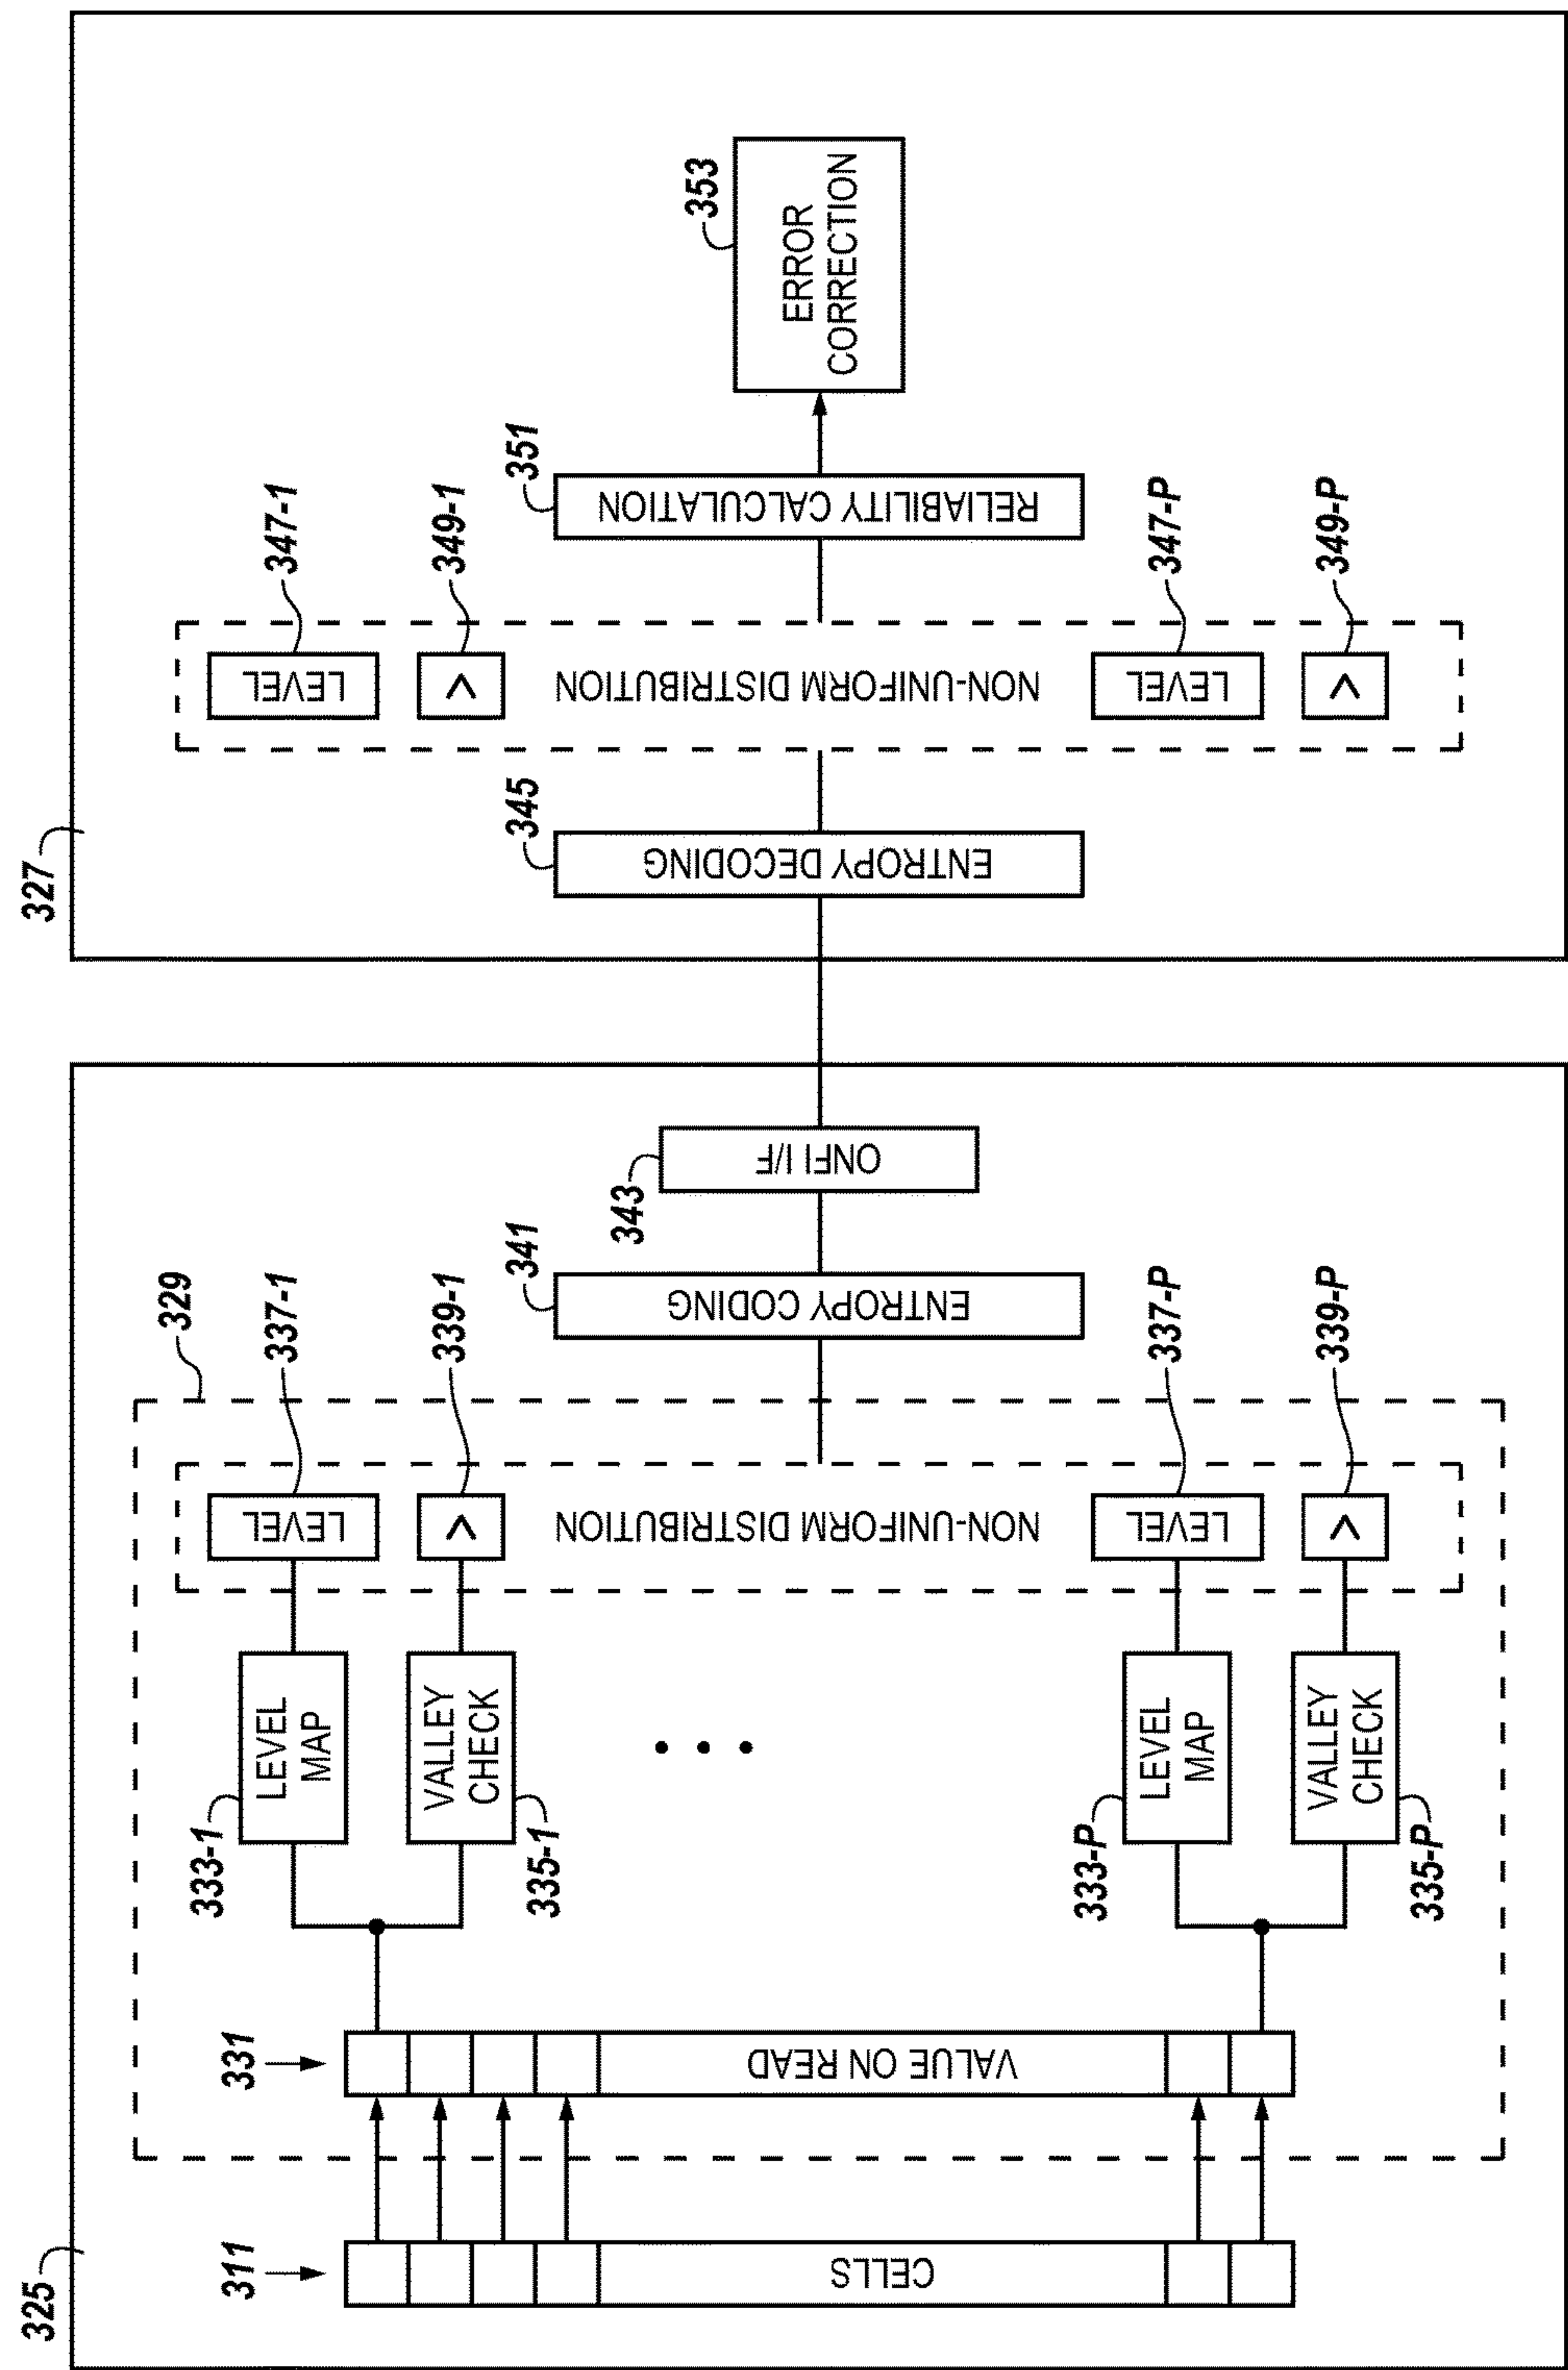 325
327
311
331
329
333-1
LEVEL
MAP
LEVEL
337-1
335-1
VALLEY
CHECK
V
339-1
CELLS
VALUE ON READ
NON-UNIFORM DISTRIBUTION
341
ENTROPY CODING
343
ONFI I/F
333-P
LEVEL
MAP
LEVEL
337-P
335-P
VALLEY
CHECK
V
339-P
345
ENTROPY DECODING
LEVEL
347-1
V
349-1
NON-UNIFORM DISTRIBUTION
LEVEL
347-P
V
349-P
351
RELIABILITY CALCULATION
353
ERROR
CORRECTION